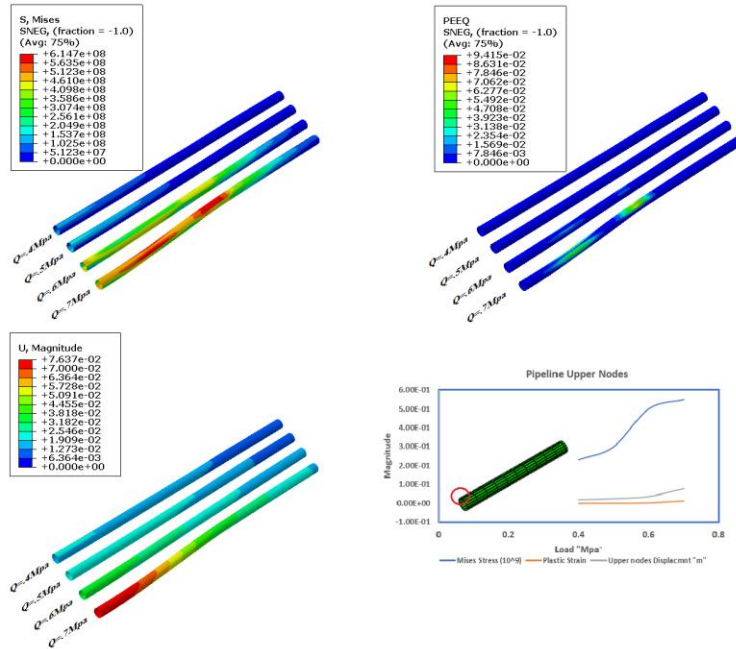 S, Mises
SNEG, (fraction = -1.0)
(Avg: 75%)
+6.147e+08
+5.635e+08
+5.123e+08
+4.610e+08
+4.098e+08
+3.586e+08
+3.074e+08
+2.561e+08
+2.049e+08
+1.537e+08
+1.025e+08
+5.123e+07
+0.000e+00
Q=.4Mpa
Q=.5Mpa
Q=.6Mpa
Q=.7Mpa
PEEQ
SNEG, (fraction = -1.0)
(Avg: 75%)
+9.415e-02
+8.631e-02
+7.846e-02
+7.062e-02
+6.277e-02
+5.492e-02
+4.708e-02
+3.923e-02
+3.138e-02
+2.354e-02
+1.569e-02
+7.846e-03
+0.000e+00
Q=.4Mpa
Q=.5Mpa
Q=.6Mpa
Q=.7Mpa
U, Magnitude
+7.637e-02
+7.000e-02
+6.364e-02
+5.728e-02
+5.091e-02
+4.455e-02
+3.818e-02
+3.182e-02
+2.546e-02
+1.909e-02
+1.273e-02
+6.364e-03
+0.000e+00
Q=.4Mpa
Q=.5Mpa
Q=.6Mpa
Q=.7Mpa
Pipeline Upper Nodes
6.00E-01
5.00E-01
4.00E-01
3.00E-01
2.00E-01
1.00E-01
0.00E+00
-1.00E-01
Magnitude
0 0.2 0.4 0.6 0.8
Load "Mpa"
Mises Stress (10^9) Plastic Strain Upper nodes Displacmnt "m"